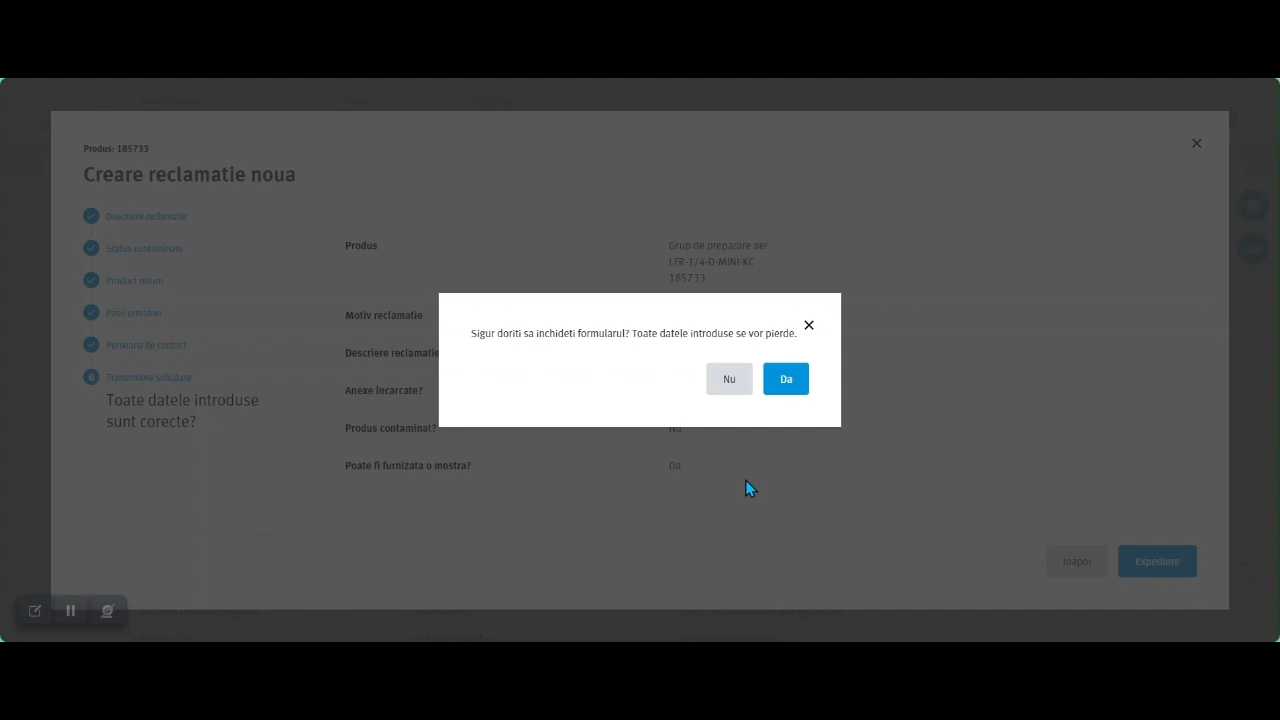 Produs: 185733
Creare reclamatie noua
Descriere reclamatie
Status contaminare
Product return
Pasii urmatori
Persoana de contact
6 Transmitere solicitare
Toate datele introduse
sunt corecte?
Produs
Grup de preparare aer
LFR-1/4-D-MINI-KC
185733
Motiv reclamatie
Descriere reclamatie
Anexe incarcate?
Produs contaminat?
Nu
Poate fi furnizata o mostra?
Da
Sigur doriti sa inchideti formularul? Toate datele introduse se vor pierde.
Nu
Da
Inapoi
Expediere